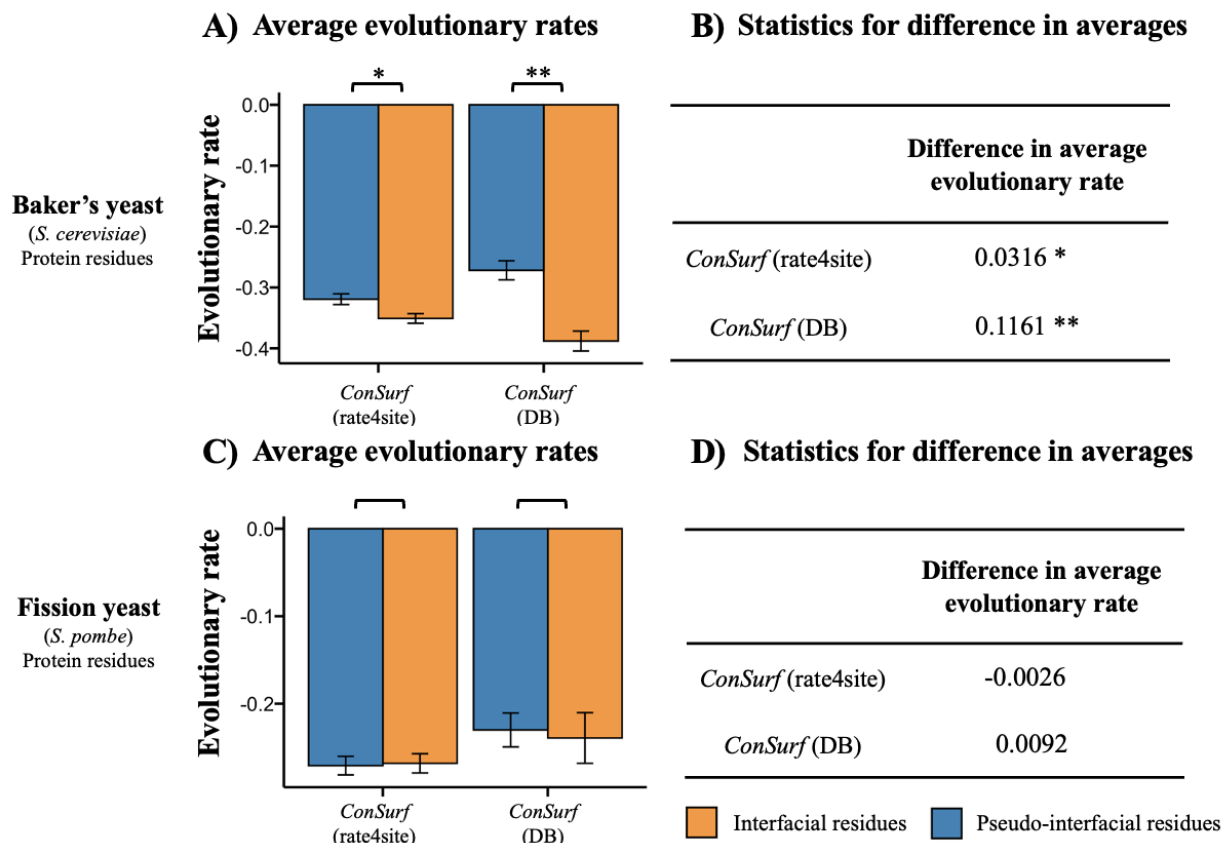 A) Average evolutionary rates
B) Statistics for difference in averages
Baker’s yeast
(S. cerevisiae)
Protein residues
Evolutionary rate
0.0
-0.1
-0.2
-0.3
-0.4
*
**
ConSurf
(rate4site)
ConSurf
(DB)
Difference in average
evolutionary rate
ConSurf (rate4site) 0.0316 *
ConSurf (DB) 0.1161 **
C) Average evolutionary rates
D) Statistics for difference in averages
Fission yeast
(S. pombe)
Protein residues
Evolutionary rate
0.0
-0.1
-0.2
ConSurf
(rate4site)
ConSurf
(DB)
Difference in average
evolutionary rate
ConSurf (rate4site) -0.0026
ConSurf (DB) 0.0092
Interfacial residues
Pseudo-interfacial residues